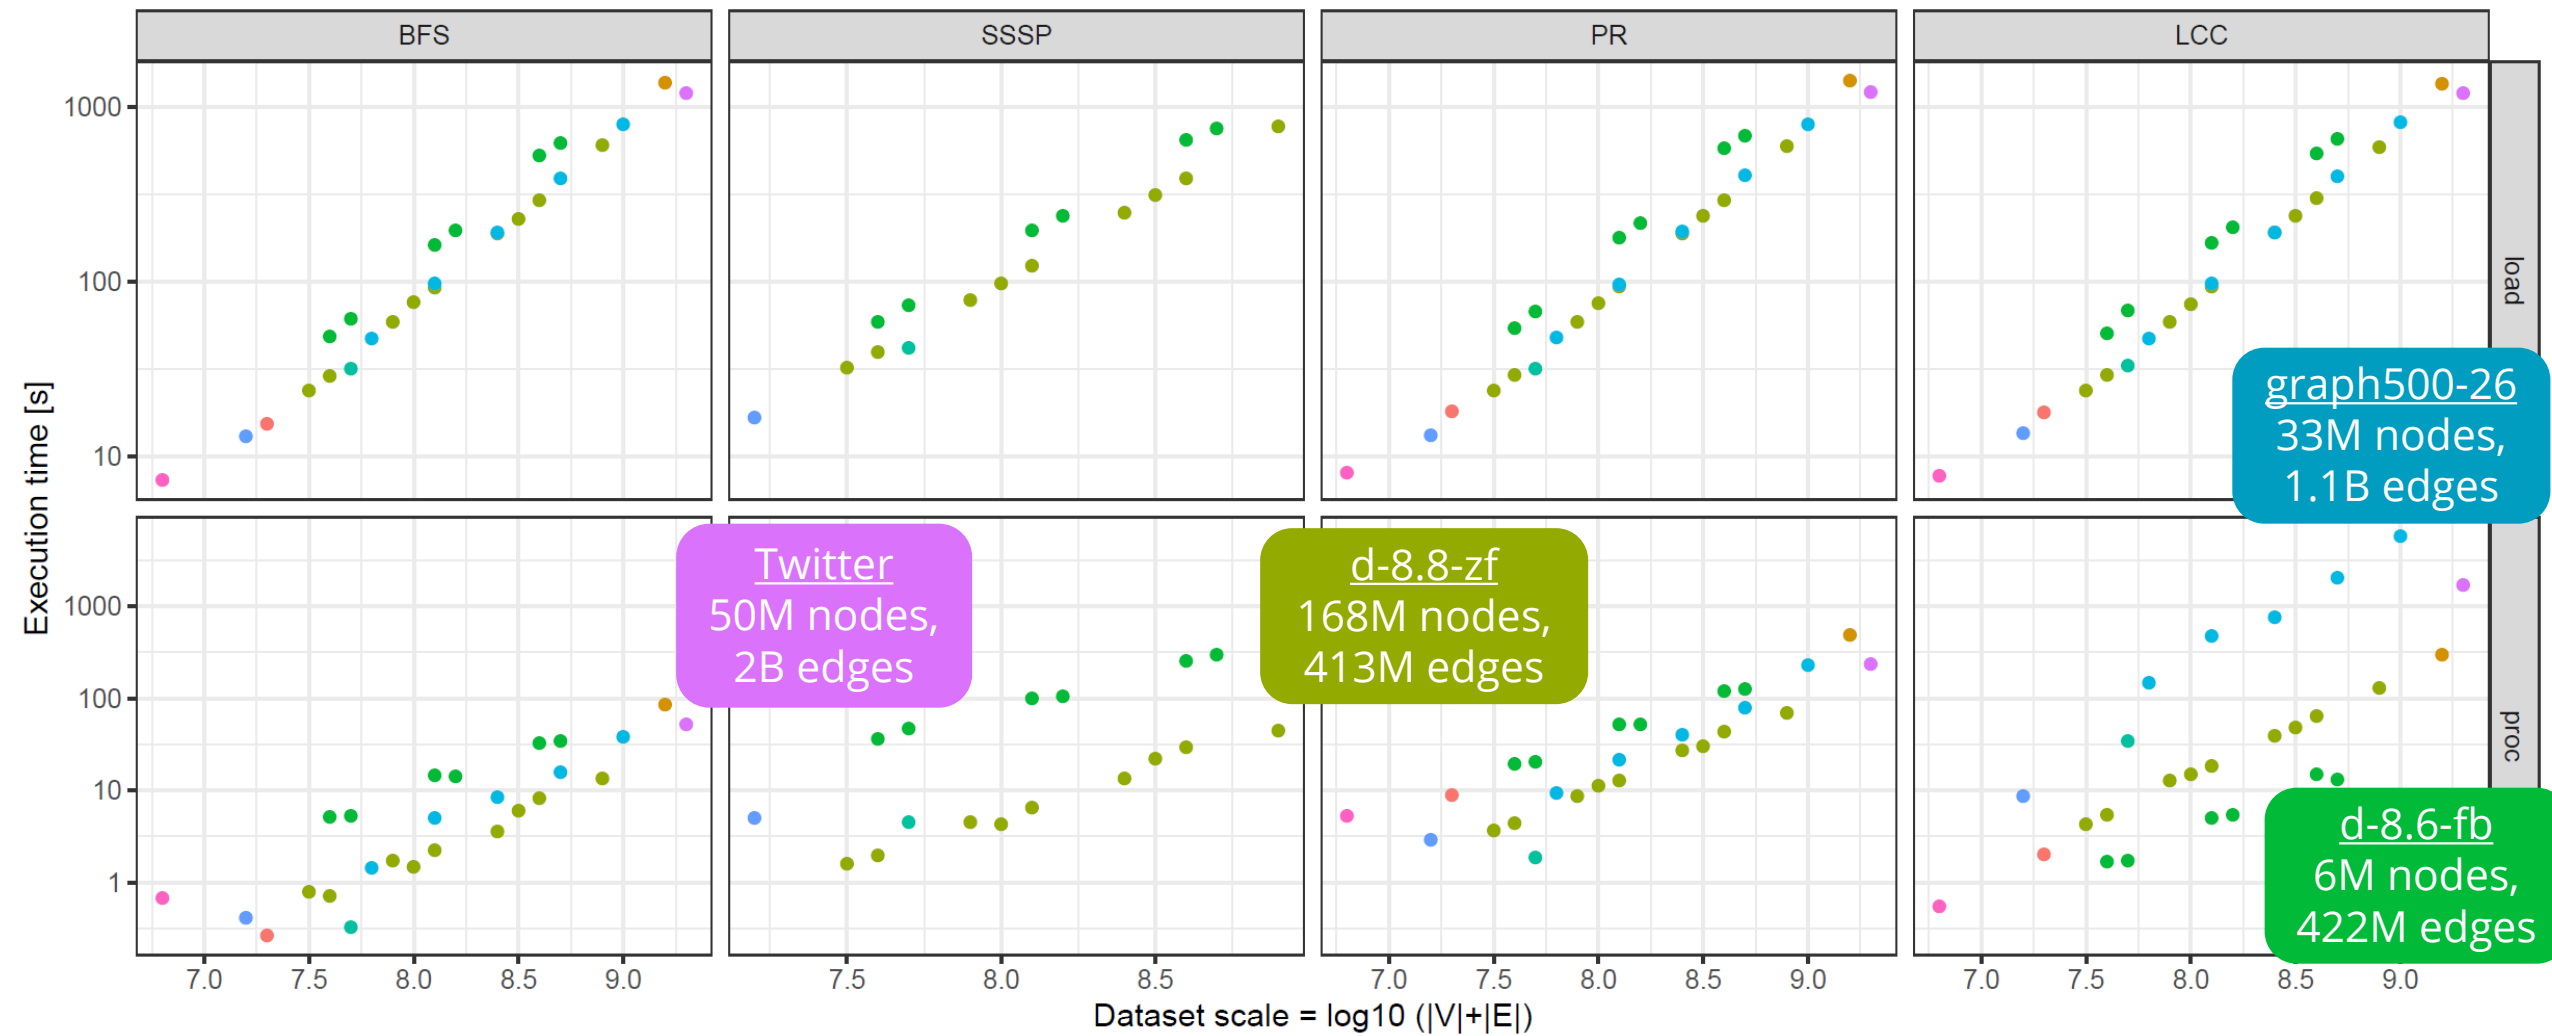 BFS
SSSP
PR
LCC
Execution time [s]
1000
100
10
load
graph500-26
33M nodes,
1.1B edges
1000
100
10
1
Twitter
50M nodes,
2B edges
d-8.8-zf
168M nodes,
413M edges
proc
d-8.6-fb
6M nodes,
422M edges
7.0 7.5 8.0 8.5 9.0
7.5 8.0 8.5
7.0 7.5 8.0 8.5 9.0
7.0 7.5 8.0 8.5 9.0
Dataset scale = log10 (|V|+|E|)